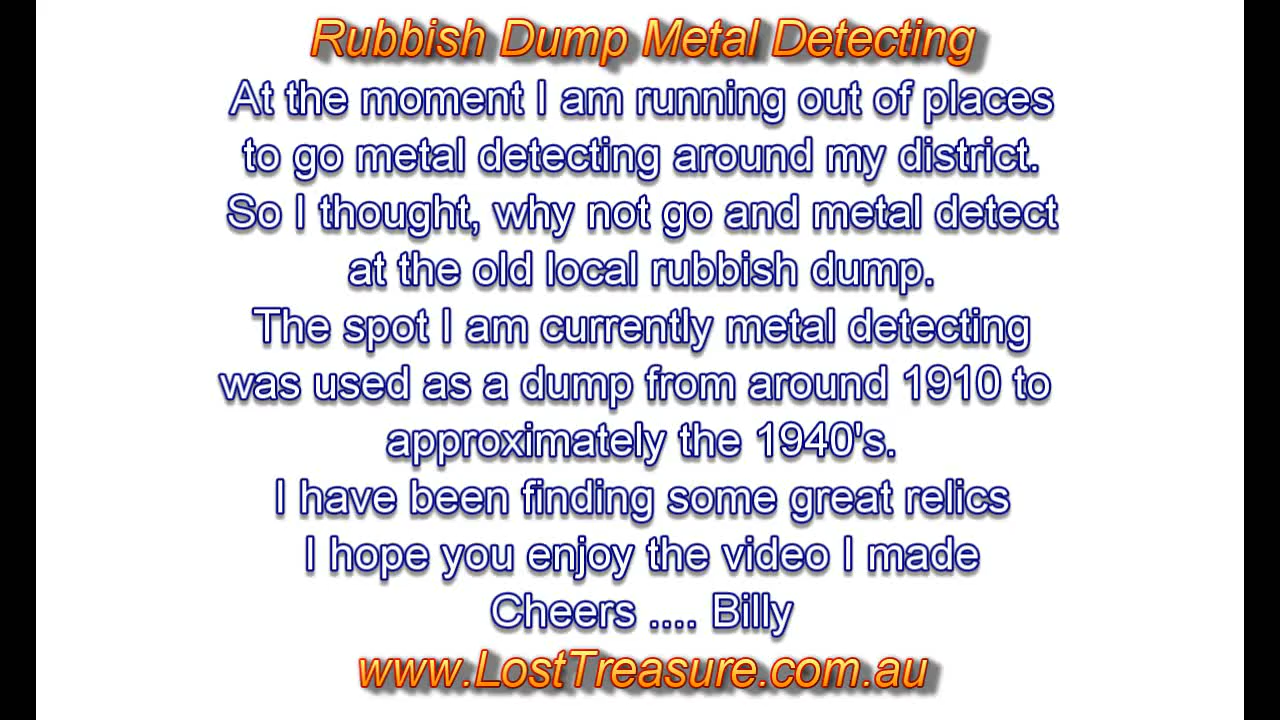 Rubbish Dump Metal Detecting
At the moment I am running out of places
to go metal detecting around my district.
So I thought, why not go and metal detect
at the old local rubbish dump.
The spot I am currently metal detecting
was used as a dump from around 1910 to
approximately the 1940's.
I have been finding some great relics
I hope you enjoy the video I made
Cheers .... Billy
www.LostTreasure.com.au